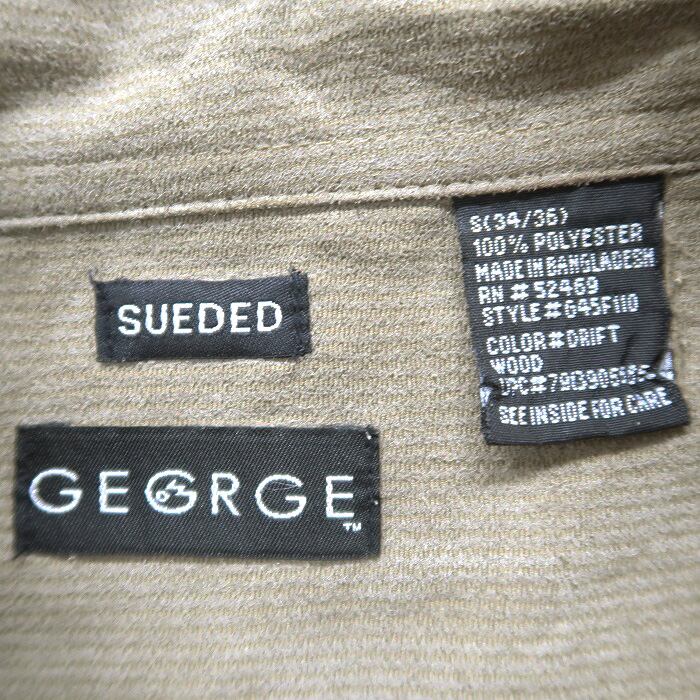 SUEDED
GEORGE
TM
S(34/36)
100% POLYESTER
MADE IN BANGLADESH
RN #52469
STYLE#G45F110
COLOR#DRIFT
WOOD
SEE INSIDE FOR CARE